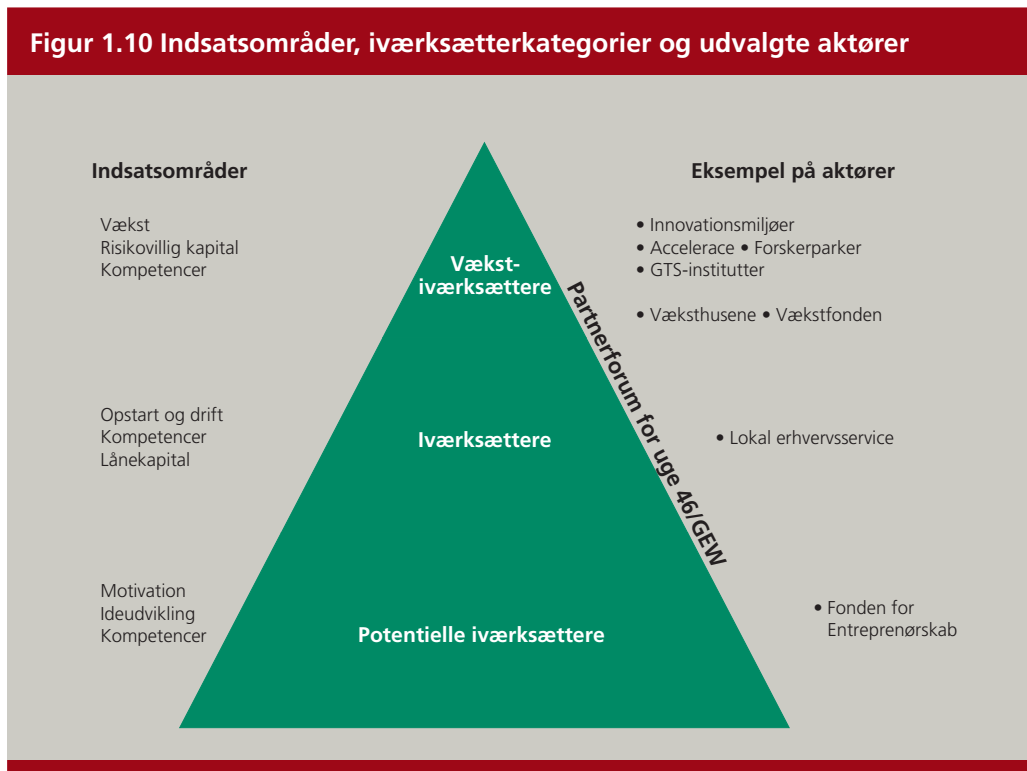 Figur 1.10 Indsatsområder, iværksætterkategorier og udvalgte aktører
Indsatsområder
Vækst
Risikovillig kapital
Kompetencer
Opstart og drift
Kompetencer
Lånekapital
Motivation
Ideudvikling
Kompetencer
Vækst-
iværksættere
Iværksættere
Potentielle iværksættere
Partnerforum for uge 46/GEW
Eksempel på aktører
• Innovationsmiljøer
• Accelerace • Forskerparker
• GTS-institutter
• Væksthusene • Vækstfonden
• Lokal erhvervsservice
• Fonden for
Entreprenørskab